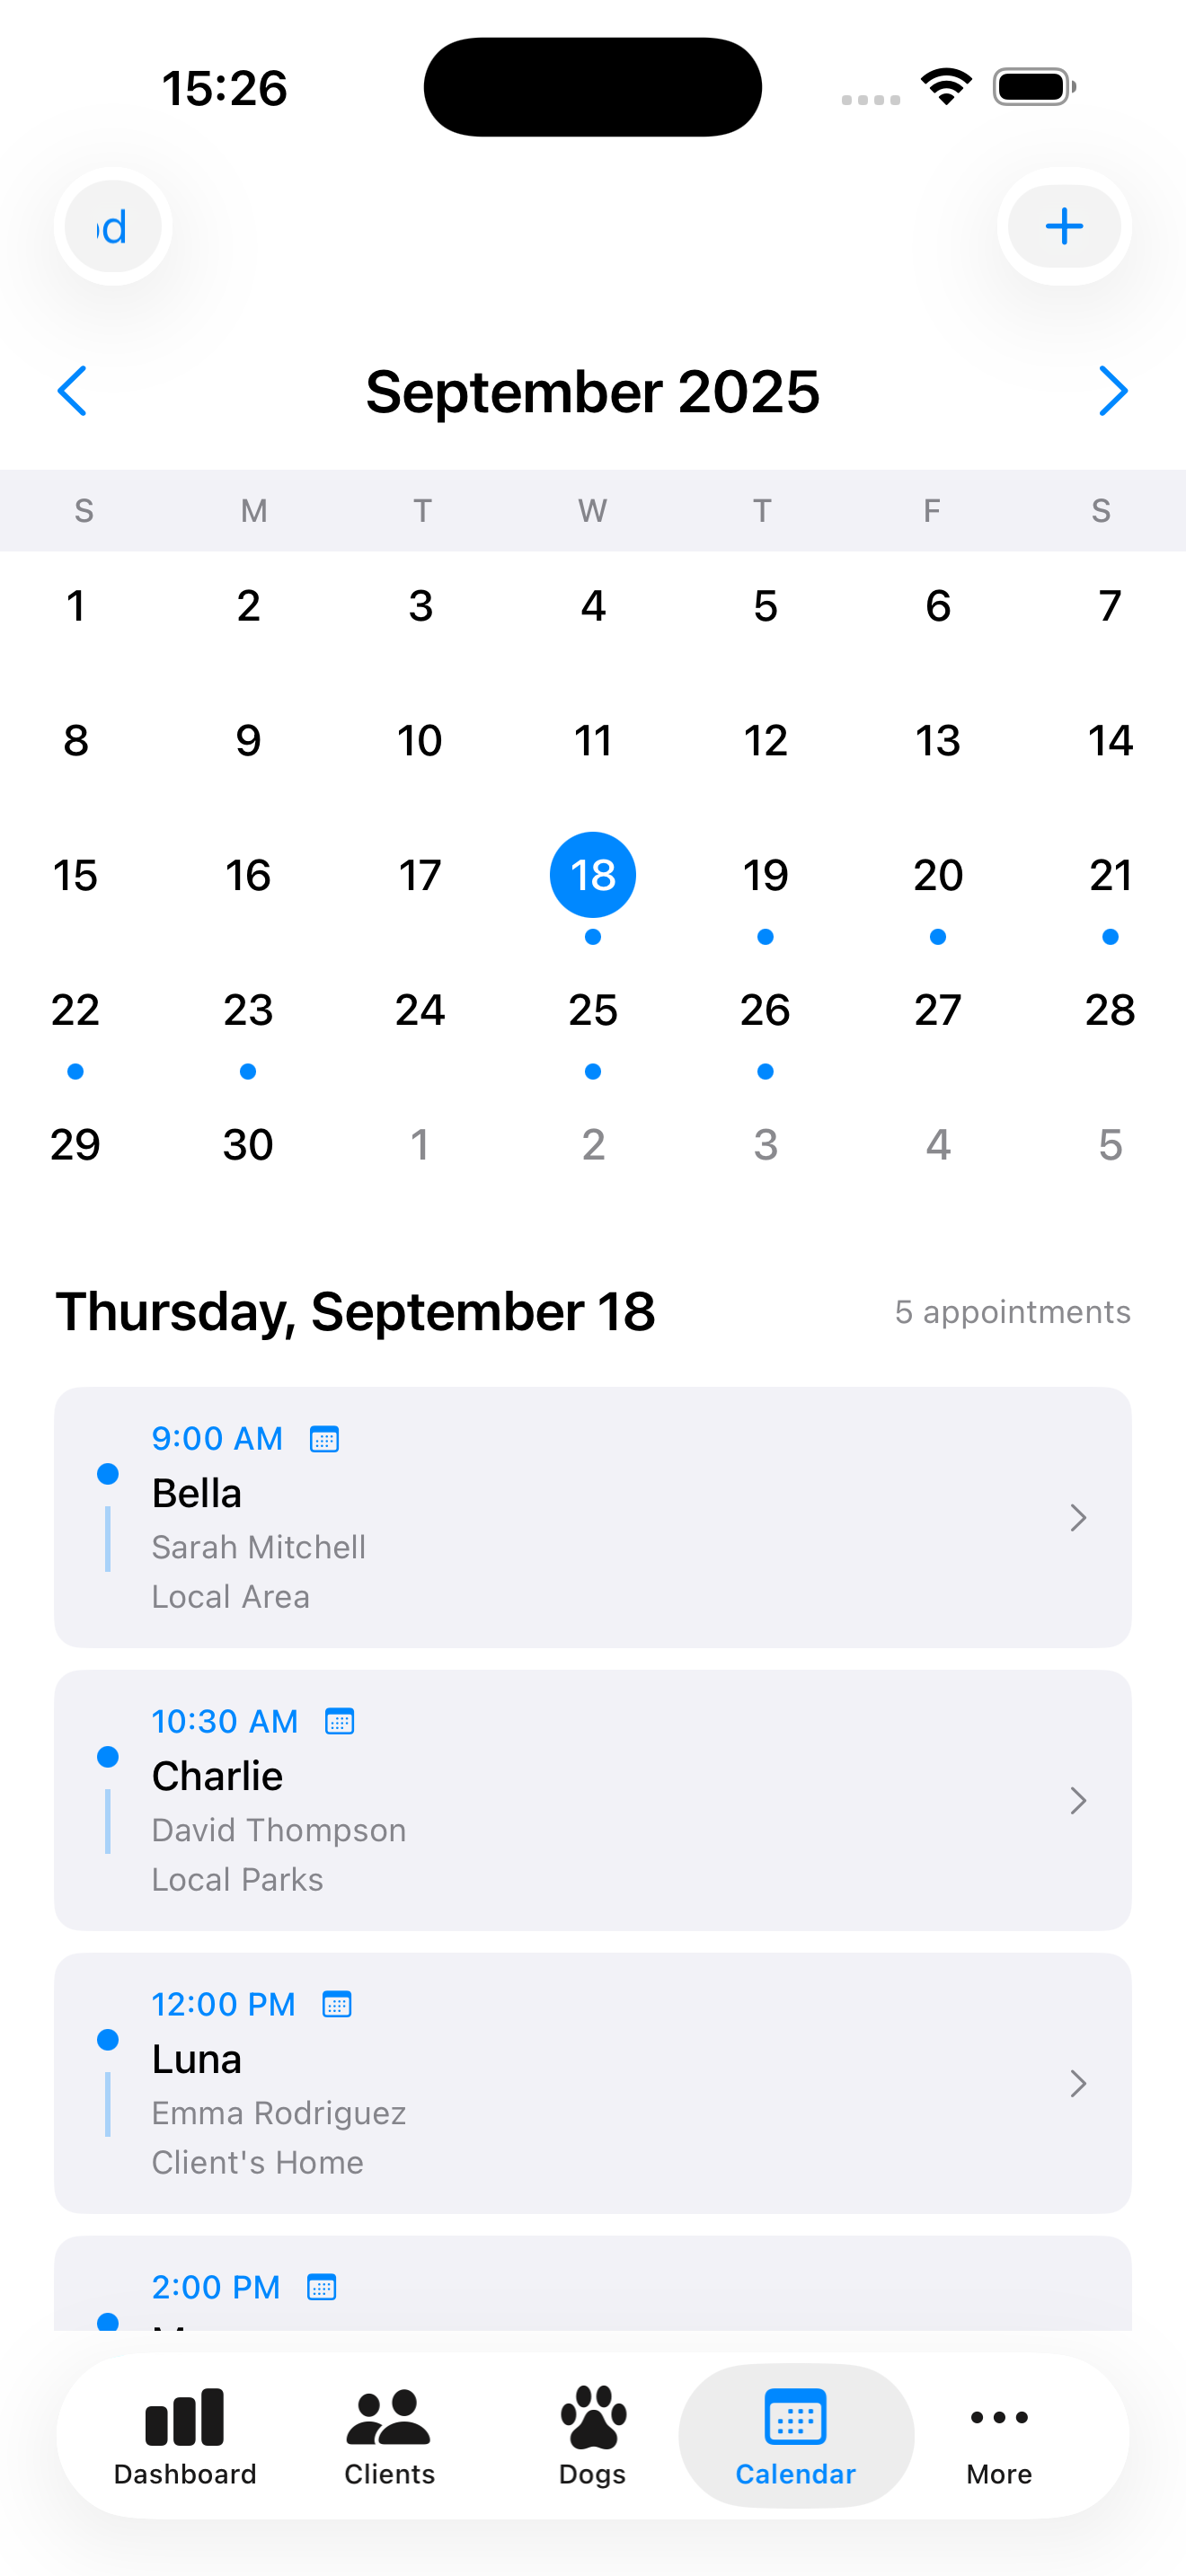 15:26
od
September 2025
S M T W T F S
1 2 3 4 5 6 7
8 9 10 11 12 13 14
15 16 17 18 19 20 21
22 23 24 25 26 27 28
29 30 1 2 3 4 5
Thursday, September 18 5 appointments
9:00 AM
Bella
Sarah Mitchell
Local Area
10:30 AM
Charlie
David Thompson
Local Parks
12:00 PM
Luna
Emma Rodriguez
Client's Home
2:00 PM
Dashboard Clients Dogs Calendar More